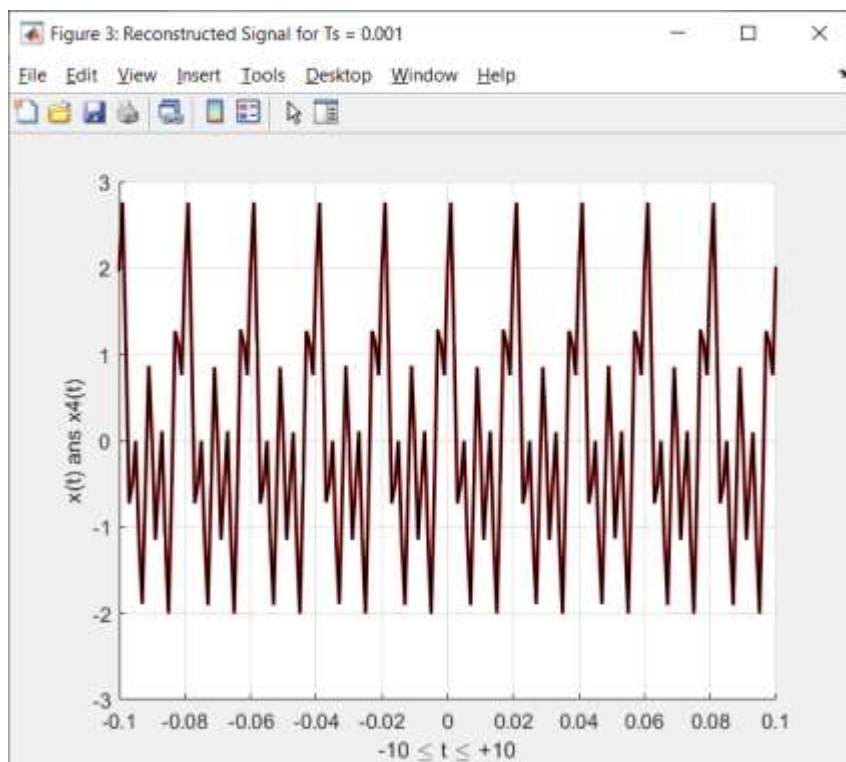 Figure 3: Reconstructed Signal for Ts = 0.001
File Edit View Insert Tools Desktop Window Help
3
2
1
0
-1
-2
-3
x(t) ans x4(t)
-0.1 -0.08 -0.06 -0.04 -0.02 0 0.02 0.04 0.06 0.08 0.1
-10 ≤ t ≤ +10